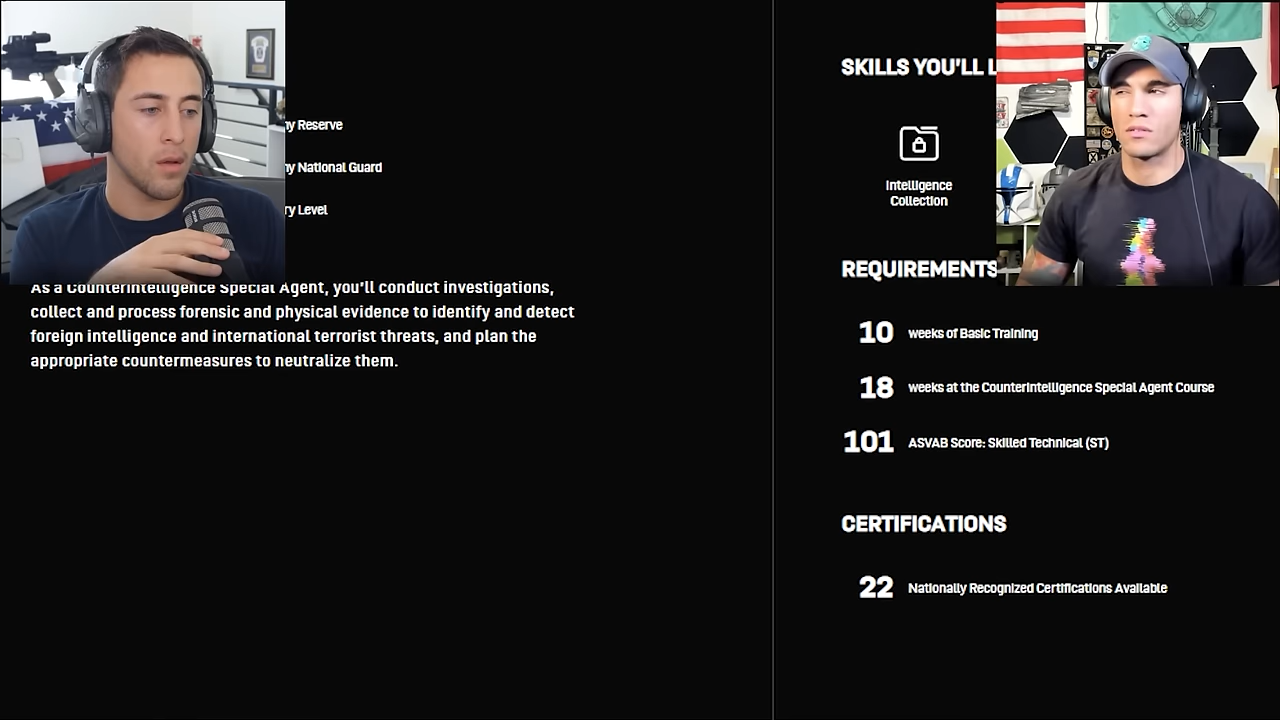 my Reserve
my National Guard
ry Level
As a Counterintelligence Special Agent, you'll conduct investigations,
collect and process forensic and physical evidence to identify and detect
foreign intelligence and international terrorist threats, and plan the
appropriate countermeasures to neutralize them.
SKILLS YOU'LL L
Intelligence
Collection
REQUIREMENTS
10 weeks of Basic Training
18 weeks at the Counterintelligence Special Agent Course
101 ASVAB Score: Skilled Technical (ST)
CERTIFICATIONS
22 Nationally Recognized Certifications Available